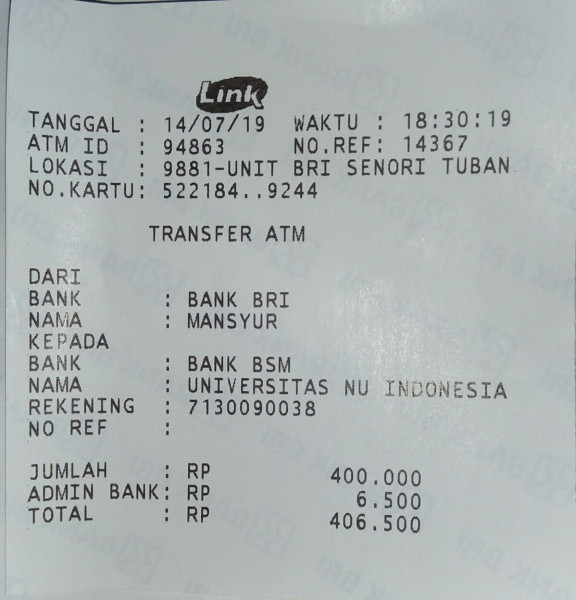 Link
TANGGAL : 14/07/19 WAKTU : 18:30:19
ATM ID : 94863 NO.REF: 14367
LOKASI : 9881-UNIT BRI SENORI TUBAN
NO.KARTU: 522184..9244
TRANSFER ATM
DARI
BANK : BANK BRI
NAMA : MANSYUR
KEPADA
BANK : BANK BSM
NAMA : UNIVERSITAS NU INDONESIA
REKENING : 7130090038
NO REF :
JUMLAH : RP 400.000
ADMIN BANK: RP 6.500
TOTAL : RP 406.500